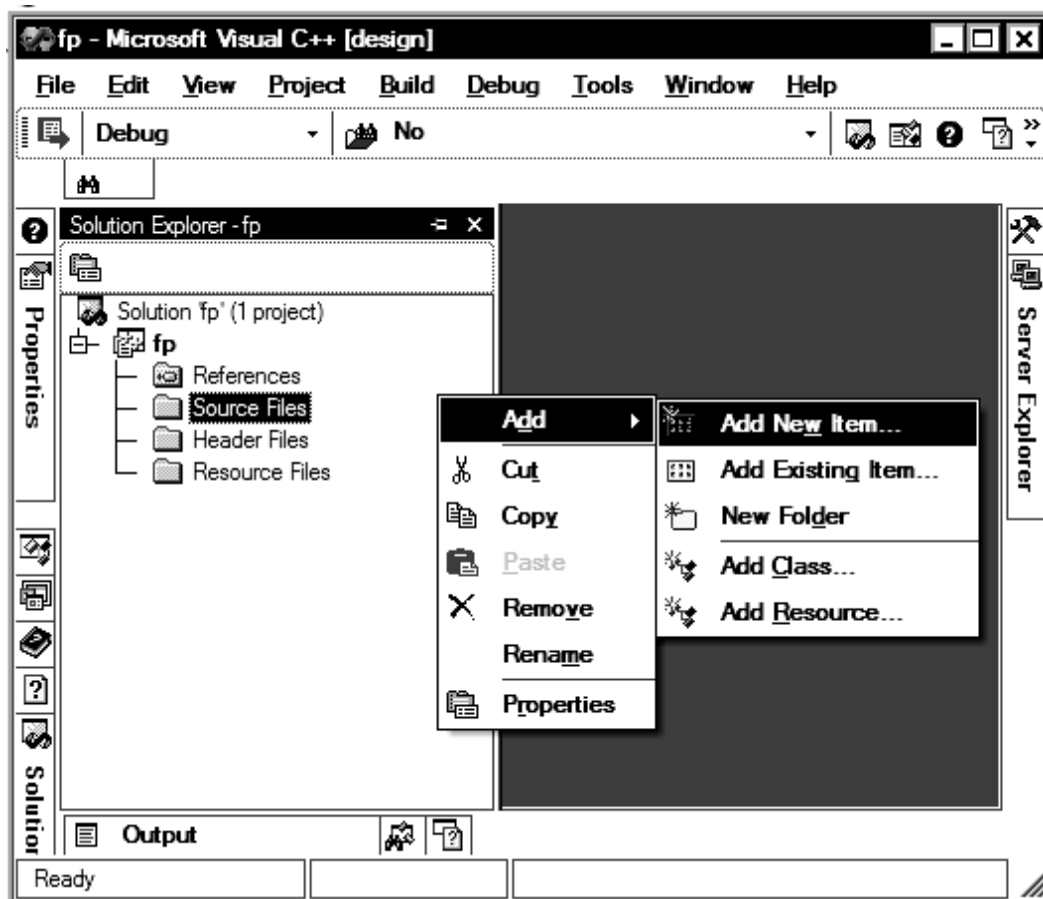 fp - Microsoft Visual C++ [design]
File Edit View Project Build Debug Tools Window Help
Debug No
Solution Explorer - fp
Properties
Solution 'fp' (1 project)
fp
References
Source Files
Header Files
Resource Files
Add
Cut
Copy
Paste
Remove
Rename
Properties
Add New Item...
Add Existing Item...
New Folder
Add Class...
Add Resource...
Server Explorer
Solution
Output
Ready